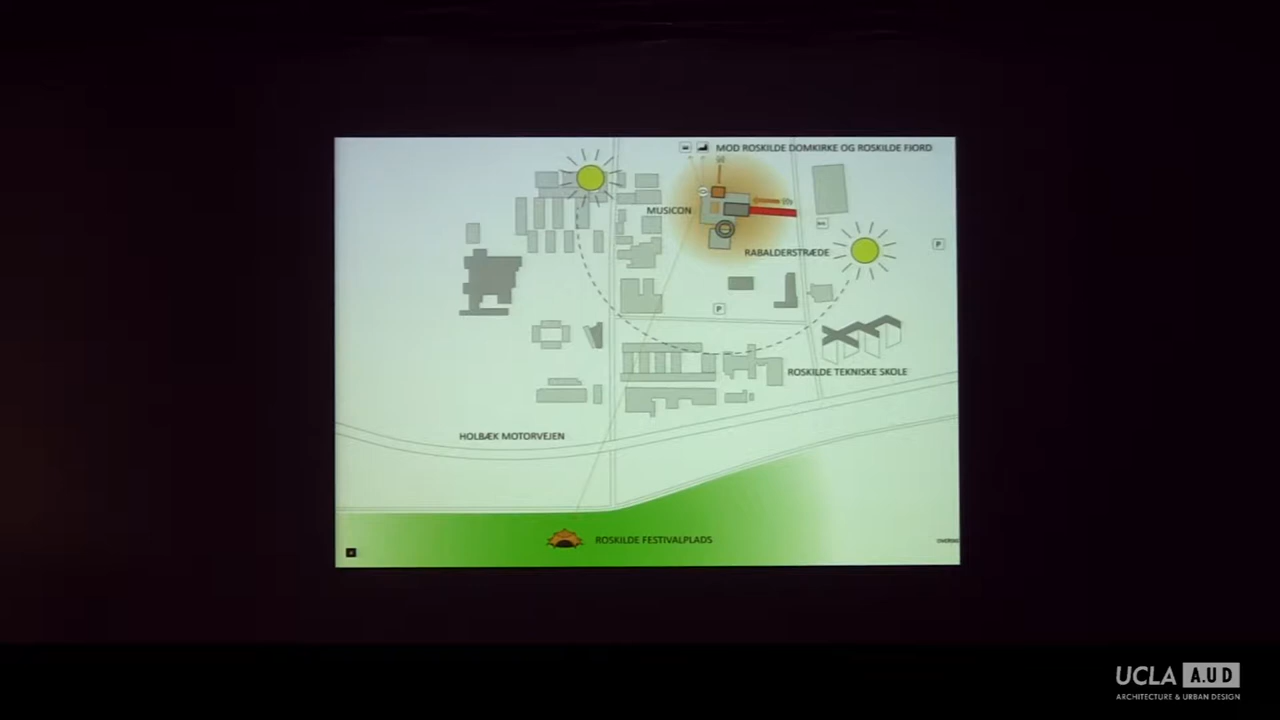 MOD ROSKILDE DOMKIRKE OG ROSKILDE FJORD
MUSICON
RABALDERSTRÆDE
P
P
ROSKILDE TEKNISKE SKOLE
HOLBÆK MOTORVEJEN
ROSKILDE FESTIVALPLADS
UCLA A.UD
ARCHITECTURE & URBAN DESIGN